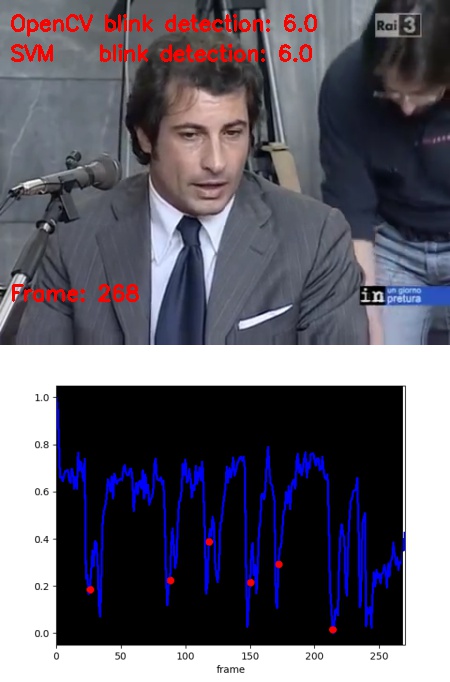 OpenCV blink detection: 6.0
SVM blink detection: 6.0
Rai 3
Frame: 268
in un giorno
pretura
1.0
0.8
0.6
0.4
0.2
0.0
0 50 100 150 200 250
frame